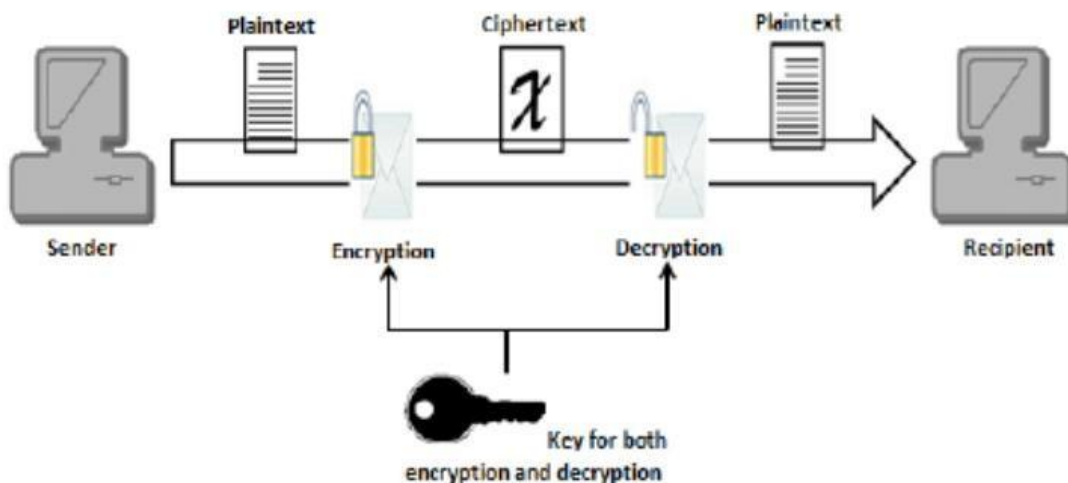 Plaintext
Ciphertext
Plaintext
X
Sender
Encryption
Decryption
Recipient
Key for both
encryption and decryption